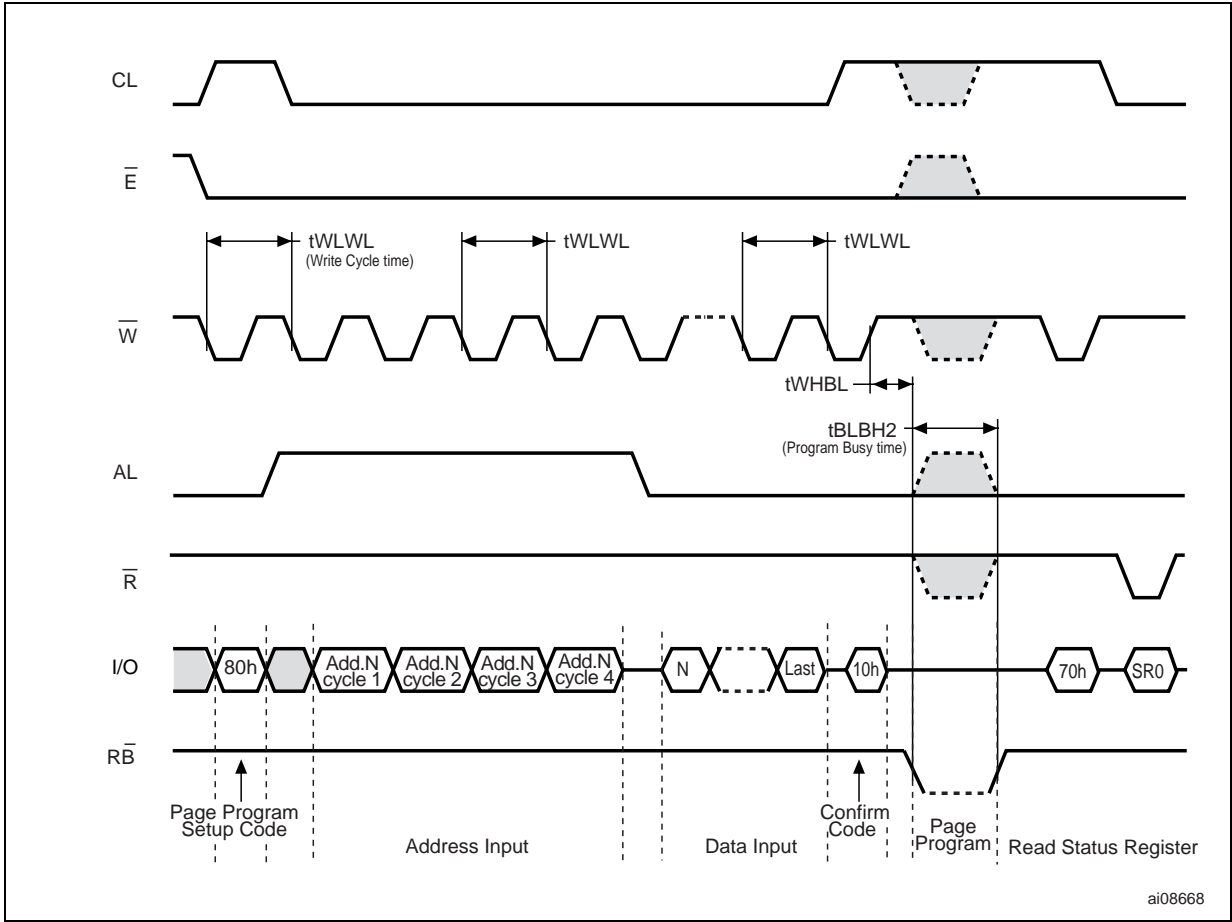 CL
E
tWLWL
(Write Cycle time)
tWLWL
tWLWL
W
tWHBL
tBLBH2
(Program Busy time)
AL
R
I/O
80h
Add.N
cycle 1
Add.N
cycle 2
Add.N
cycle 3
Add.N
cycle 4
N
Last
10h
70h
SR0
RB
Page Program
Setup Code
Address Input
Data Input
Confirm
Code
Page
Program
Read Status Register
ai08668